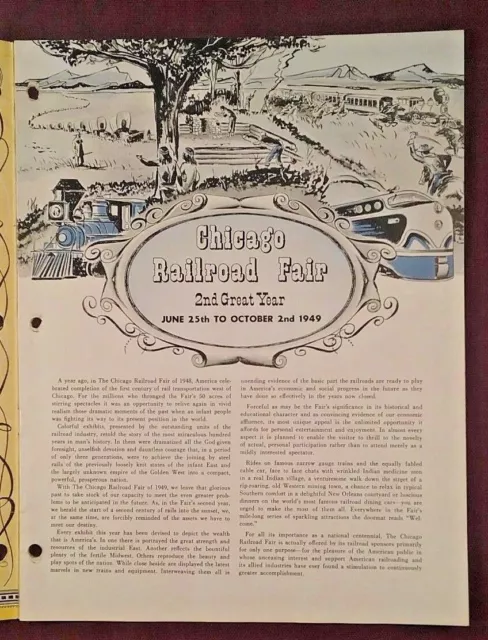 Chicago
Railroad Fair
2nd Great Year
JUNE 25th TO OCTOBER 2nd 1949
A year ago, in The Chicago Railroad Fair of 1948, America cele-
brated completion of the first century of rail transportation west of
Chicago. For the millions who thronged the Fair's 50 acres of
stirring spectacles it was an opportunity to relive again in vivid
realism those dramatic moments of the past when an infant people
was fighting its way to its present position in the world.
Colorful exhibits, presented by the outstanding units of the
railroad industry, retold the story of the most miraculous hundred
years in man's history. In them were dramatized all the God given
foresight, unselfish devotion and dauntless courage that, in a period
of only three generations, were to achieve the joining by steel
rails of the previously loosely knit states of the infant East and
the largely unknown empire of the Golden West into a compact,
powerful, prosperous nation.
With The Chicago Railroad Fair of 1949, we leave that glorious
past to take stock of our capacity to meet the even greater prob-
lems to be anticipated in the future. As, in the Fair's second year,
we herald the start of a second century of rails into the sunset, we,
at the same time, are forcibly reminded of the assets we have to
meet our destiny.
Every exhibit this year has been devised to depict the wealth
that is America's. In one there is portrayed the great strength and
resources of the industrial East. Another reflects the bountiful
plenty of the fertile Midwest. Others reproduce the beauty and
play spots of the nation. While close beside are displayed the latest
marvels in new trains and equipment. Interweaving them all is
unending evidence of the basic part the railroads are ready to play
in America's economic and social progress in the future as they
have done so effectively in the years now closed.
Forceful as may be the Fair's significance in its historical and
educational character and as convincing evidence of our economic
affluence, its most unique appeal is the unlimited opportunity it
affords for personal entertainment and enjoyment. In almost every
aspect it is planned to enable the visitor to thrill to the novelty
of actual, personal participation rather than to stand merely as a
mildly interested spectator.
Rides on famous narrow gauge trains and the equally fabled
cable car, face to face chats with wrinkled Indian medicine men
in a real Indian village, a venturesome walk down the street of a
rip-roaring, old Western mining town, a chance to relax in typical
Southern comfort in a delightful New Orleans courtyard or luxurious
dinners on the world's most famous railroad dining cars—you are
urged to make the most of them all. Everywhere in the Fair's
mile-long series of sparkling attractions the doormat reads "Wel-
come."
For all its importance as a national centennial, The Chicago
Railroad Fair is actually offered by its railroad sponsors primarily
for only one purpose—for the pleasure of the American public in
whose unceasing interest and support American railroading and
its allied industries have ever found a stimulation to continuously
greater accomplishment.